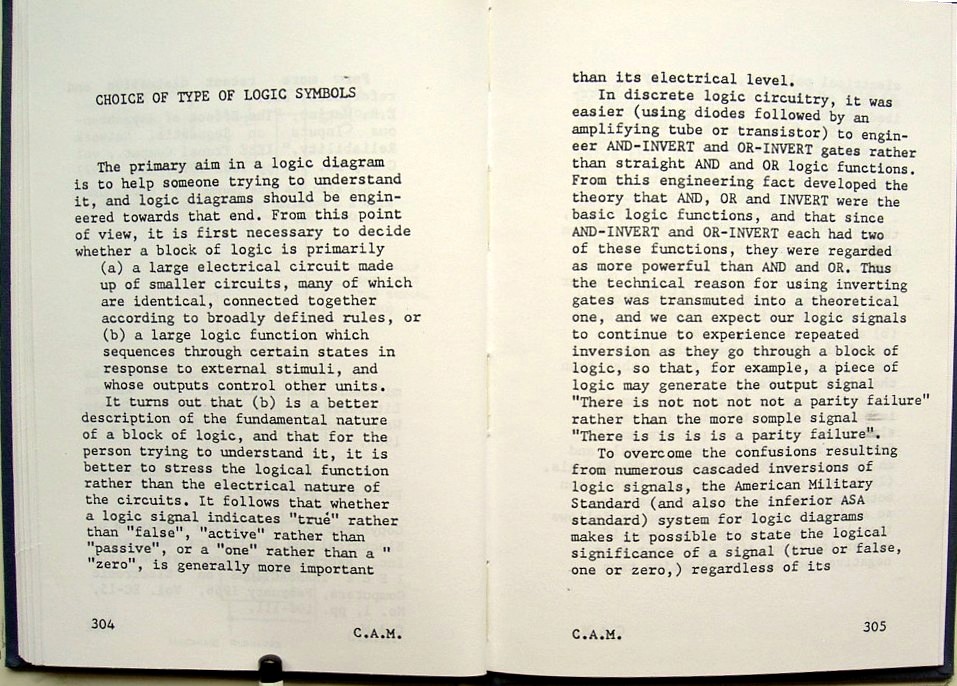 CHOICE OF TYPE OF LOGIC SYMBOLS
The primary aim in a logic diagram
is to help someone trying to understand
it, and logic diagrams should be engin-
eered towards that end. From this point
of view, it is first necessary to decide
whether a block of logic is primarily
(a) a large electrical circuit made
up of smaller circuits, many of which
are identical, connected together
according to broadly defined rules, or
(b) a large logic function which
sequences through certain states in
response to external stimuli, and
whose outputs control other units.
It turns out that (b) is a better
description of the fundamental nature
of a block of logic, and that for the
person trying to understand it, it is
better to stress the logical function
rather than the electrical nature of
the circuits. It follows that whether
a logic signal indicates "trué" rather
than "false", "active" rather than
"passive", or a "one" rather than a "
"zero", is generally more important
304
C.A.M.
than its electrical level.
In discrete logic circuitry, it was
easier (using diodes followed by an
amplifying tube or transistor) to engin-
eer AND-INVERT and OR-INVERT gates rather
than straight AND and OR logic functions.
From this engineering fact developed the
theory that AND, OR and INVERT were the
basic logic functions, and that since
AND-INVERT and OR-INVERT each had two
of these functions, they were regarded
as more powerful than AND and OR. Thus
the technical reason for using inverting
gates was transmuted into a theoretical
one, and we can expect our logic signals
to continue to experience repeated
inversion as they go through a block of
logic, so that, for example, a piece of
logic may generate the output signal
"There is not not not not a parity failure"
rather than the more somple signal
"There is is is is a parity failure".
To overcome the confusions resulting
from numerous cascaded inversions of
logic signals, the American Military
Standard (and also the inferior ASA
standard) system for logic diagrams
makes it possible to state the logical
significance of a signal (true or false,
one or zero,) regardless of its
C.A.M.
305